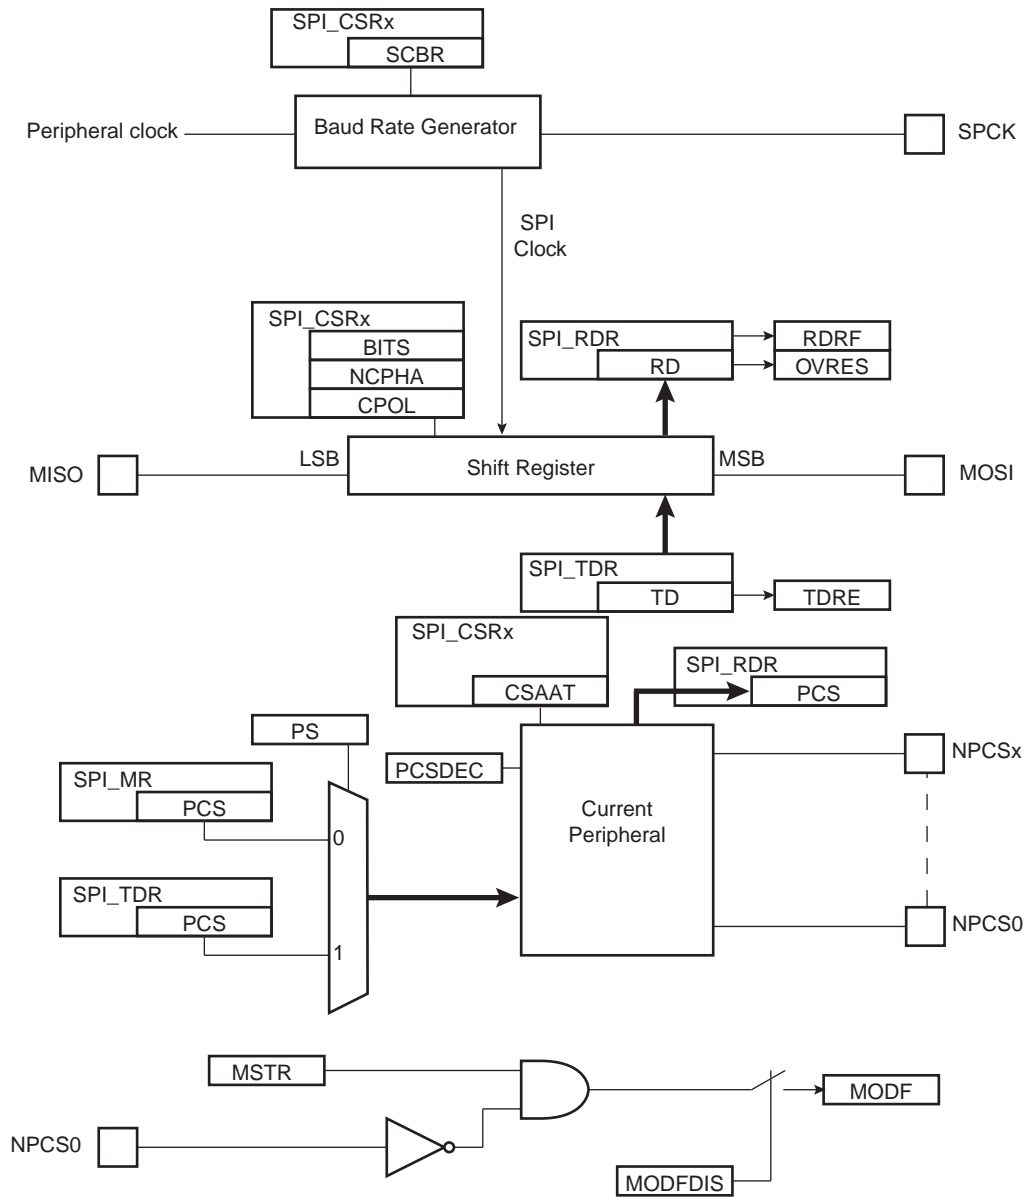 SPI_CSRx
SCBR
Peripheral clock
Baud Rate Generator
SPCK
SPI
Clock
SPI_CSRx
BITS
NCPHA
CPOL
SPI_RDR
RD
RDRF
OVRES
MISO
LSB
Shift Register
MSB
MOSI
SPI_TDR
TD
TDRE
SPI_CSRx
CSAAT
SPI_RDR
PCS
PS
PCSDEC
NPCSx
SPI_MR
PCS
0
Current
Peripheral
SPI_TDR
PCS
1
NPCS0
MSTR
MODF
NPCS0
MODFDIS